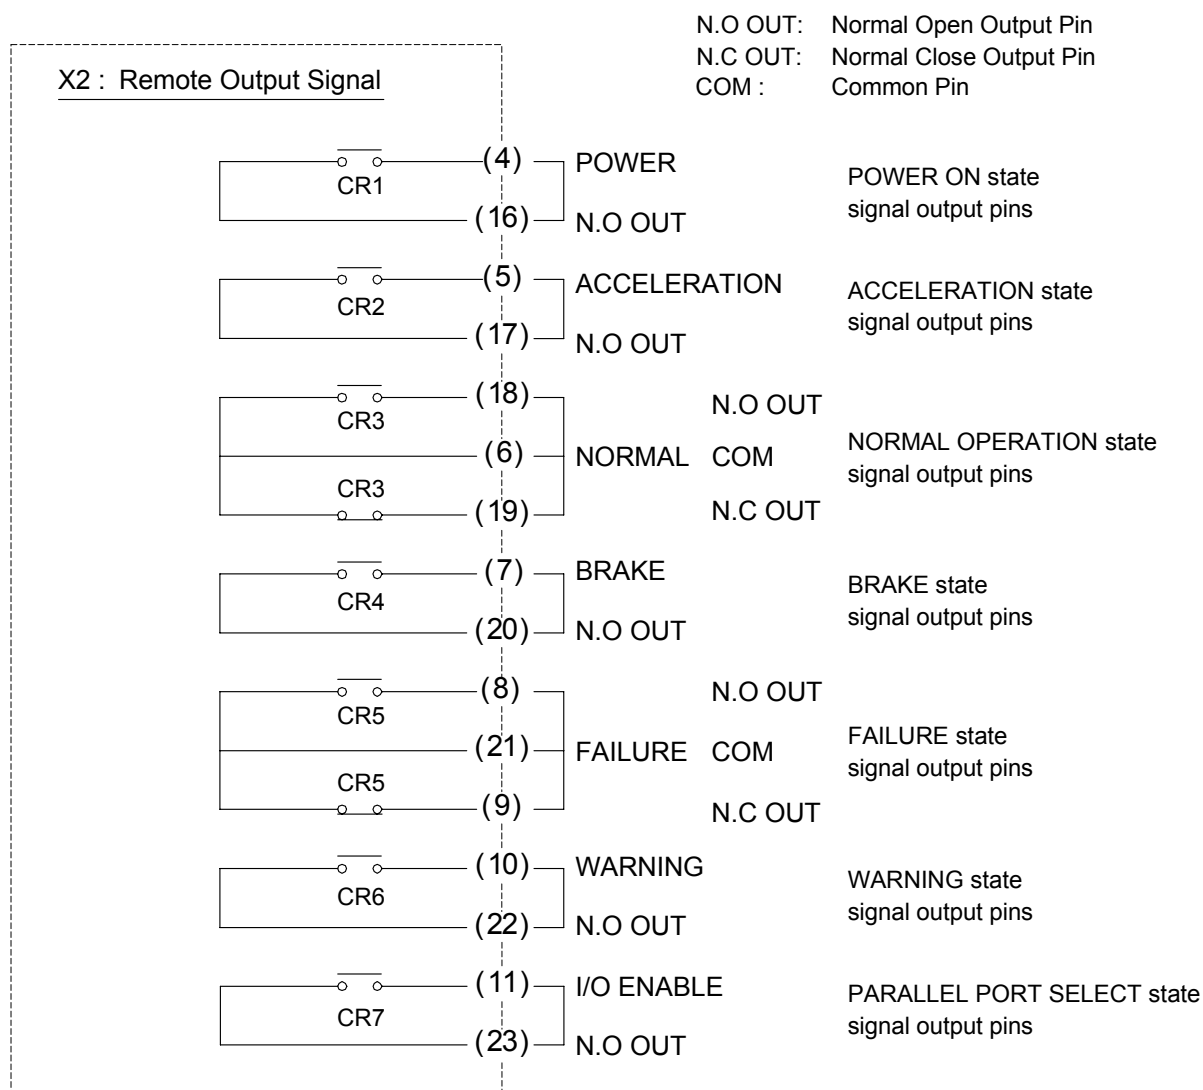 N.O OUT: Normal Open Output Pin
N.C OUT: Normal Close Output Pin
COM : Common Pin
X2 : Remote Output Signal
CR1
(4) POWER
(16) N.O OUT
POWER ON state
signal output pins
CR2
(5) ACCELERATION
(17) N.O OUT
ACCELERATION state
signal output pins
CR3
(18) N.O OUT
(6) NORMAL COM
CR3
(19) N.C OUT
NORMAL OPERATION state
signal output pins
CR4
(7) BRAKE
(20) N.O OUT
BRAKE state
signal output pins
CR5
(8) N.O OUT
(21) FAILURE COM
CR5
(9) N.C OUT
FAILURE state
signal output pins
CR6
(10) WARNING
(22) N.O OUT
WARNING state
signal output pins
CR7
(11) I/O ENABLE
(23) N.O OUT
PARALLEL PORT SELECT state
signal output pins